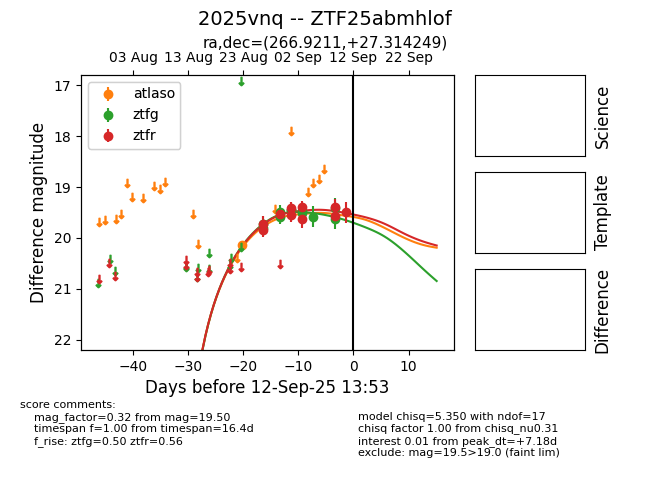 2025vnq -- ZTF25abmhlof
ra,dec=(266.9211,+27.314249)
03 Aug 13 Aug 23 Aug 02 Sep 12 Sep 22 Sep
atlaso
ztfg
ztfr
17
18
19
20
21
22
Difference magnitude
−40 −30 −20 −10 0 10
Days before 12-Sep-25 13:53
Science
Template
Difference
score comments:
mag_factor=0.32 from mag=19.50
timespan f=1.00 from timespan=16.4d
f_rise: ztfg=0.50 ztfr=0.56
model chisq=5.350 with ndof=17
chisq factor 1.00 from chisq_nu0.31
interest 0.01 from peak_dt=+7.18d
exclude: mag=19.5>19.0 (faint lim)